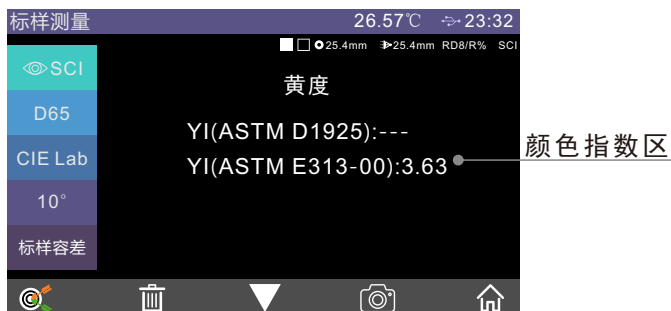 标样测量 26.57℃ 23:32
25.4mm 25.4mm RD8/R% SCI
SCI
黄度
D65
YI(ASTM D1925):---
CIE Lab
YI(ASTM E313-00):3.63
颜色指数区
10°
标样容差